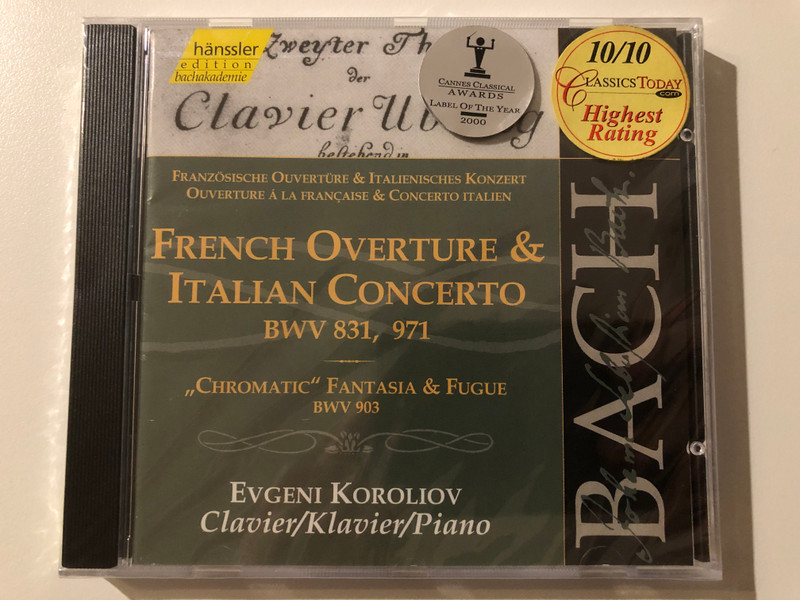 hänssler
edition
bachakademie
Zweyter Th
der
Clavier Ub
bestehend in
CANNES CLASSICAL
AWARDS
LABEL OF THE YEAR
2000
10/10
CLASSICSTODAY
.com
Highest
Rating
FRANZÖSISCHE OUVERTÜRE & ITALIENISCHES KONZERT
OUVERTURE Á LA FRANÇAISE & CONCERTO ITALIEN
FRENCH OVERTURE &
ITALIAN CONCERTO
BWV 831, 971
„CHROMATIC“ FANTASIA & FUGUE
BWV 903
EVGENI KOROLIOV
Clavier/Klavier/Piano
BACH